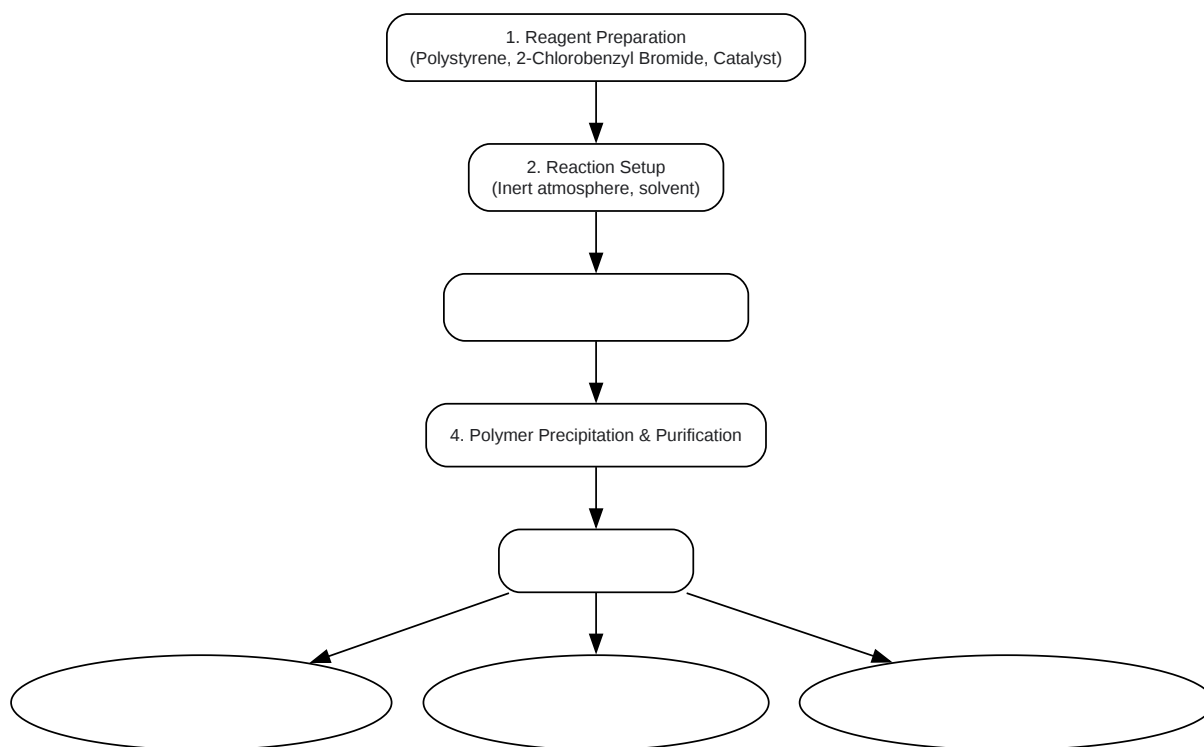 1. Reagent Preparation
(Polystyrene, 2-Chlorobenzyl Bromide, Catalyst)
2. Reaction Setup
(Inert atmosphere, solvent)
4. Polymer Precipitation & Purification